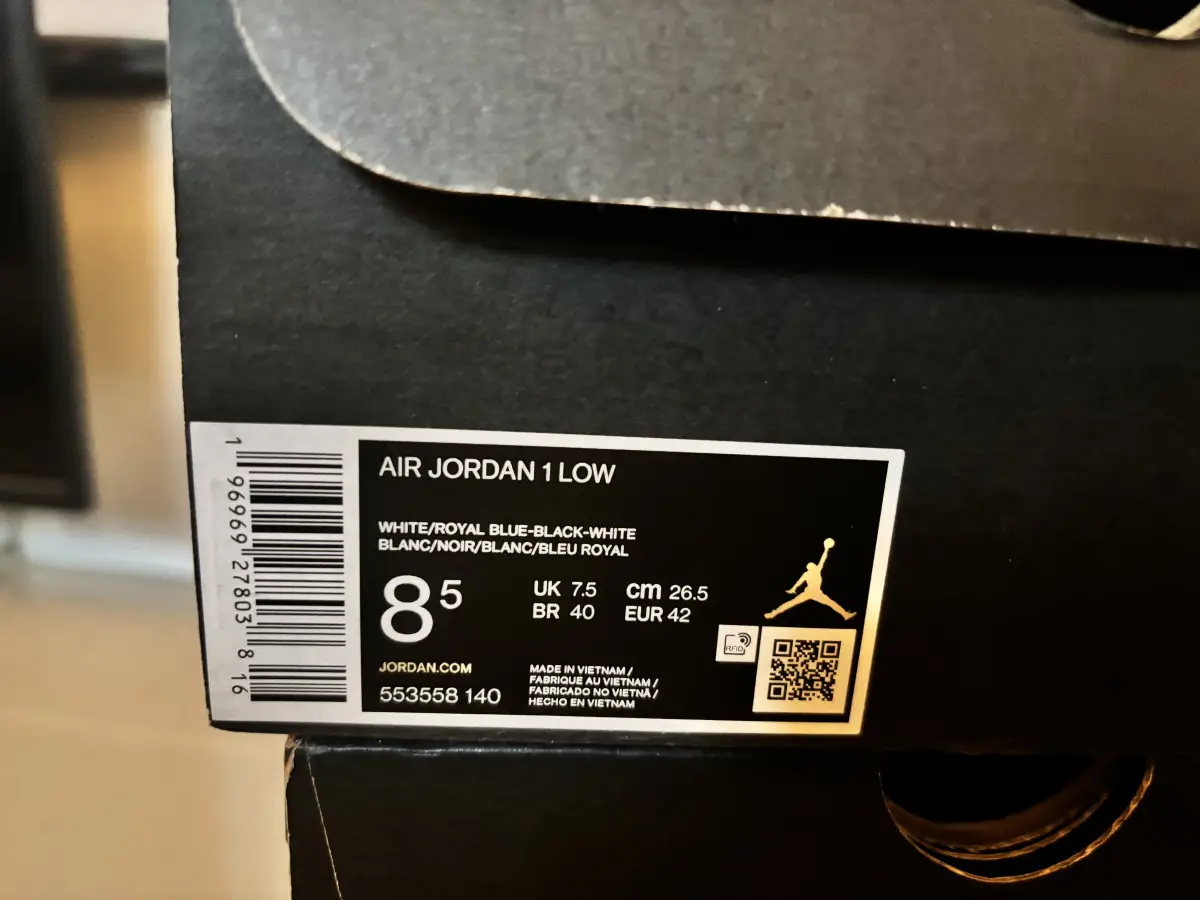 1 96969 27803 8 16
AIR JORDAN 1 LOW
WHITE/ROYAL BLUE-BLACK-WHITE
BLANC/NOIR/BLANC/BLEU ROYAL
8 5
UK 7.5 cm 26.5
BR 40 EUR 42
RFID
JORDAN.COM
553558 140
MADE IN VIETNAM /
FABRIQUE AU VIETNAM /
FABRICADO NO VIETNÃ /
HECHO EN VIETNAM